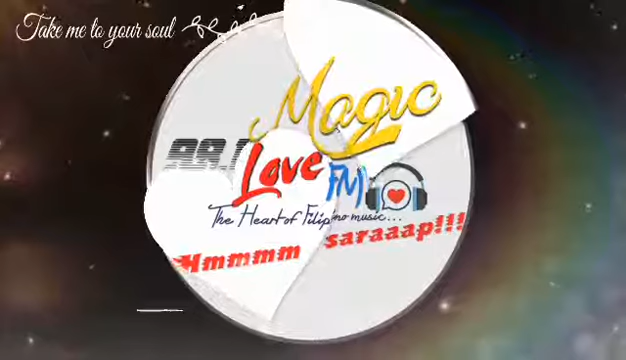 Take me to your soul
Magic
Love
FM
The Heart of Filipino music...
Hmmmm
saraaap!!!